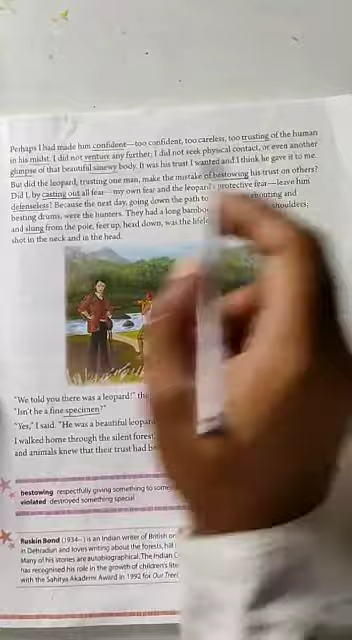 Perhaps I had made him confident—too confident, too careless, too trusting of the human
in his midst. I did not venture any further; I did not seek physical contact, or even another
glimpse of that beautiful sinewy body. It was his trust I wanted and I think he gave it to me.
But did the leopard, trusting one man, make the mistake of bestowing his trust on others?
Did I, by casting out all fear—my own fear and the leopard's protective fear—leave him
defenseless? Because the next day, going down the path to shouting and
beating drums, were the hunters. They had a long bamboo shoulders,
and slung from the pole, feet up, head down, was the
shot in the neck and in the head.
"We told you there was a leopard!"
"Isn't he a fine specimen?"
"Yes," I said. "He was a beautiful leopard
I walked home through the silent forest.
and animals knew that their trust had
bestowing respectfully giving something to
violated destroyed something special
Ruskin Bond (1934– ) is an Indian writer of British
in Dehradun and loves writing about the forests,
Many of his stories are autobiographical. The Indian
has recognised his role in the growth of children's
with the Sahitya Akademi Award in 1992 for Our Trees